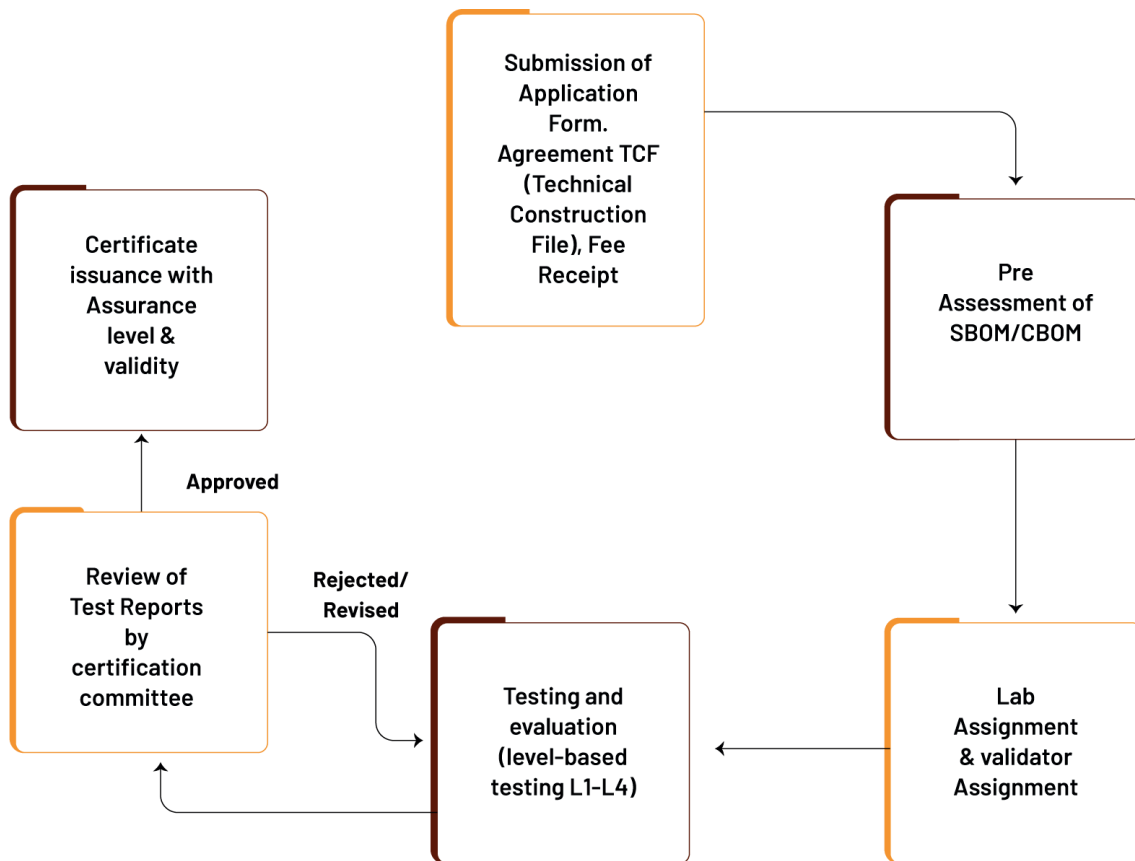 Submission of
Application
Form.
Agreement TCF
(Technical
Construction
File), Fee
Receipt
Pre
Assessment of
SBOM/CBOM
Lab
Assignment
& validator
Assignment
Testing and
evaluation
(level-based
testing L1-L4)
Rejected/
Revised
Review of
Test Reports
by
certification
committee
Approved
Certificate
issuance with
Assurance
level &
validity